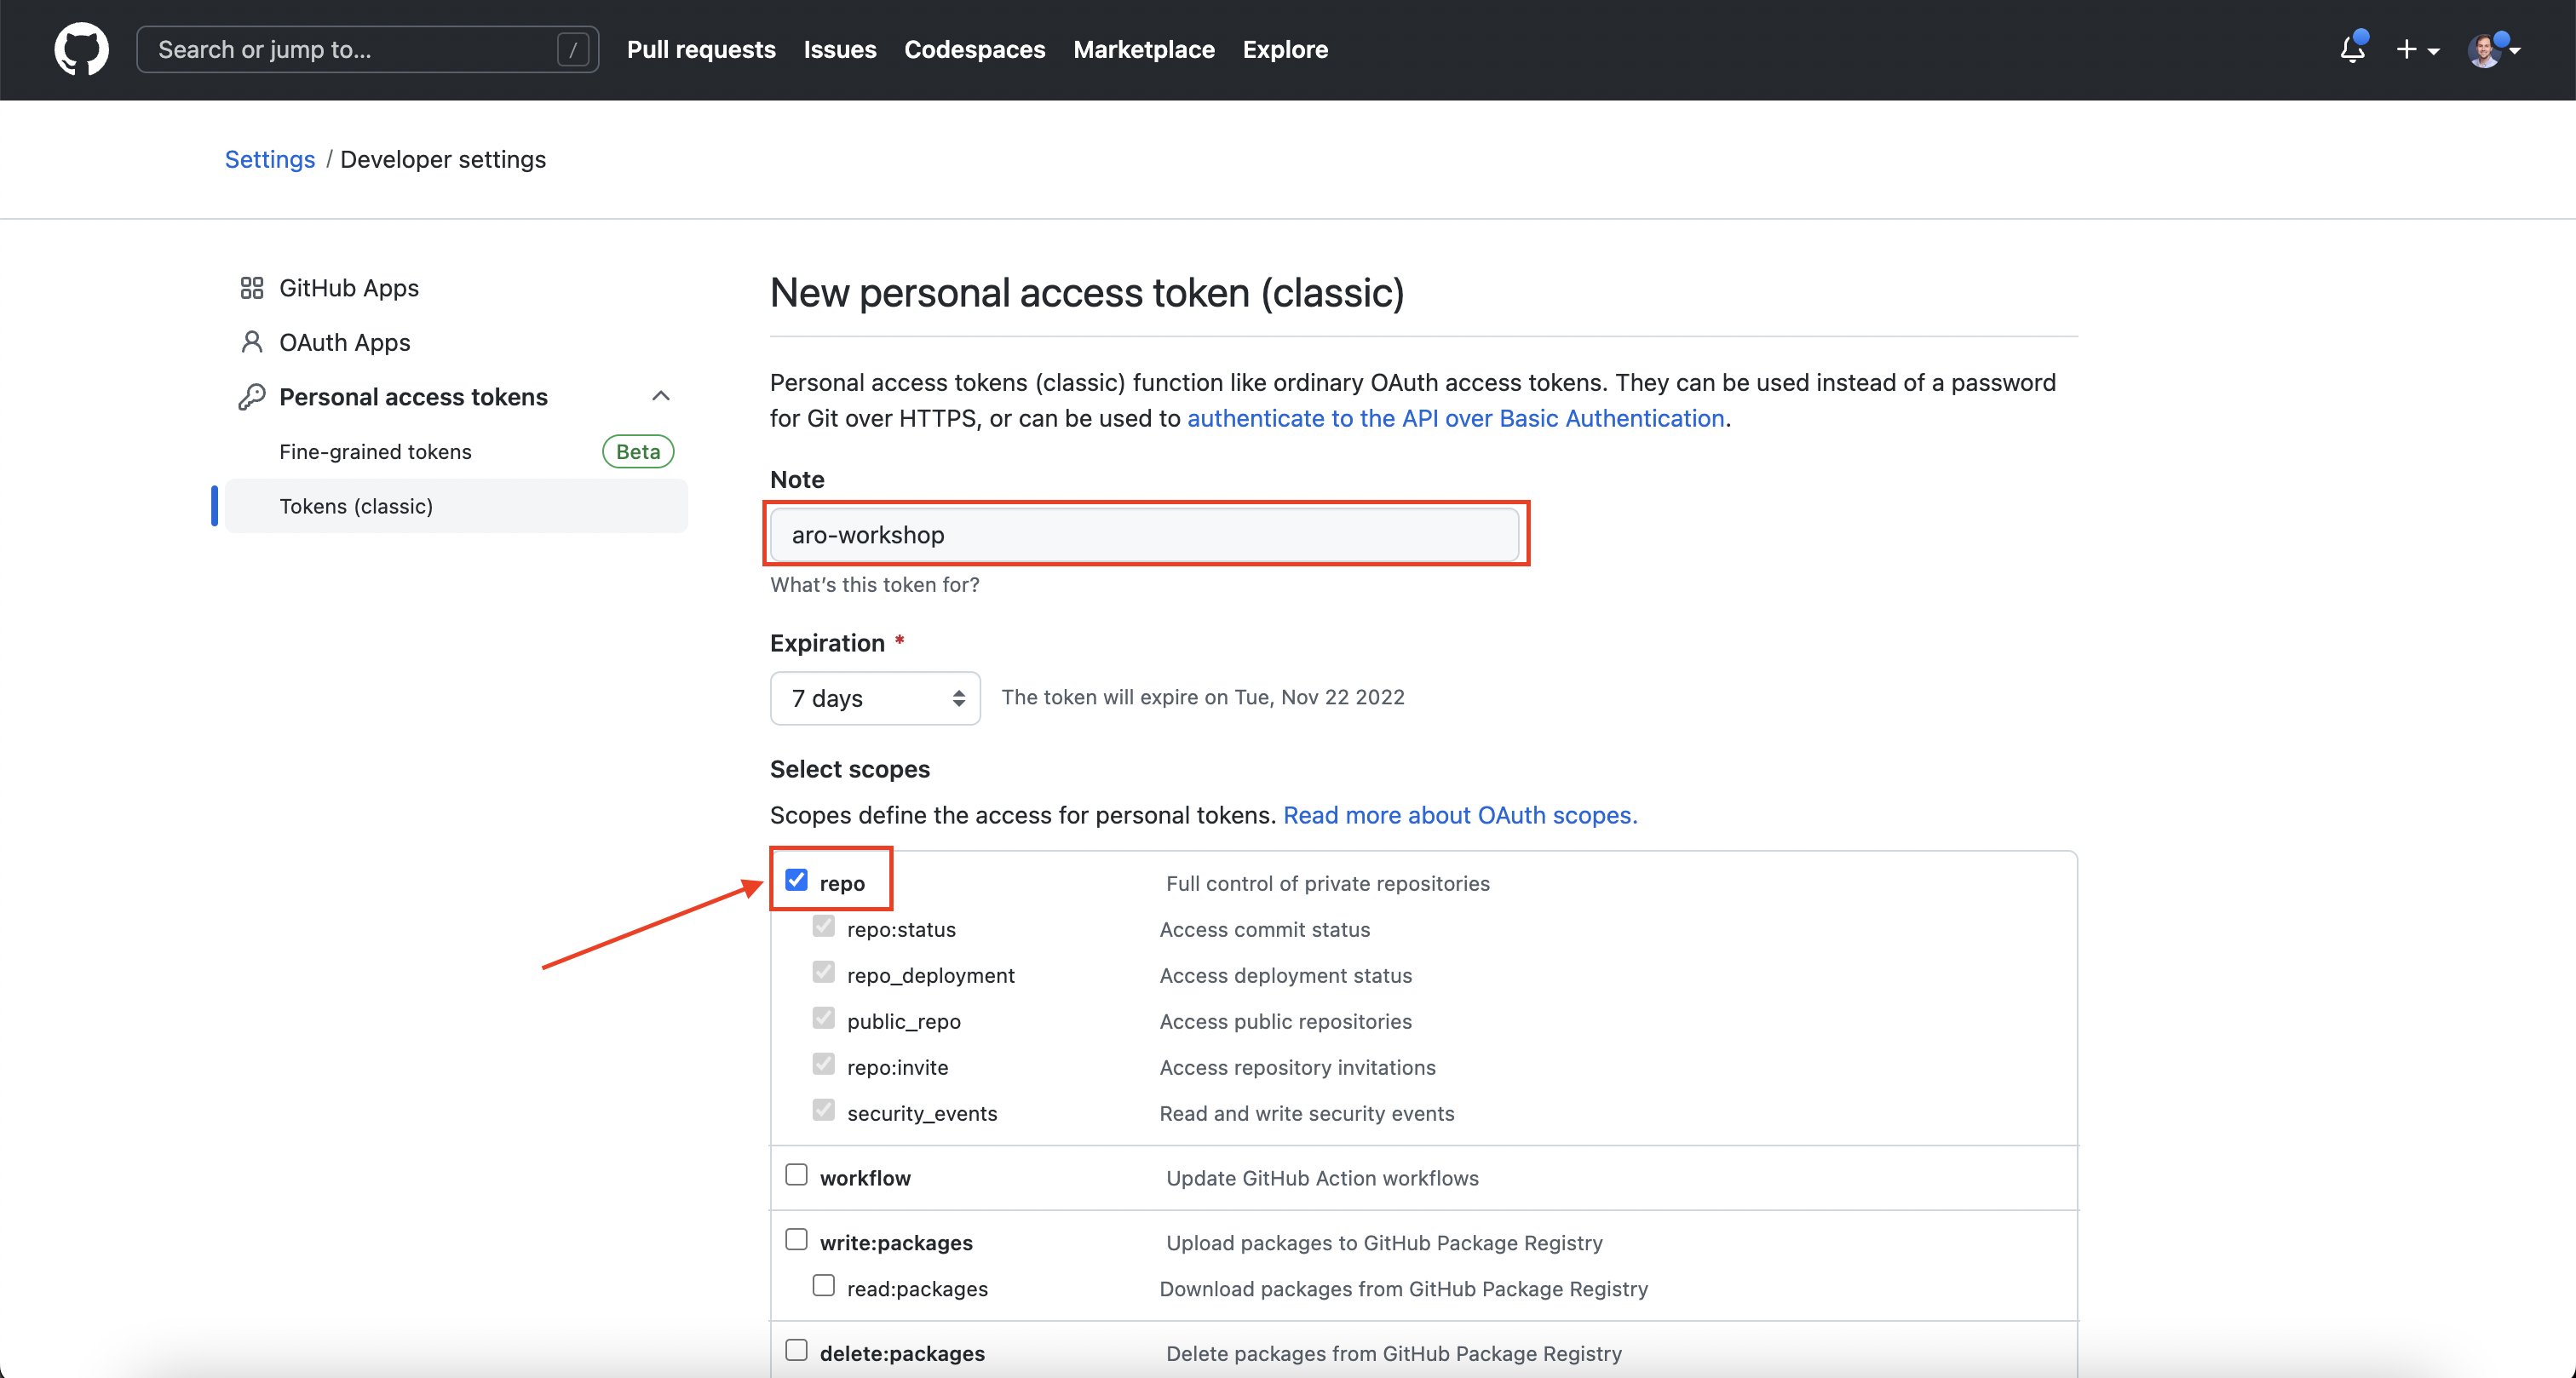 Search or jump to...
/
Pull requests
Issues
Codespaces
Marketplace
Explore
Settings / Developer settings
GitHub Apps
OAuth Apps
Personal access tokens
Fine-grained tokens
Beta
Tokens (classic)
New personal access token (classic)
Personal access tokens (classic) function like ordinary OAuth access tokens. They can be used instead of a password
for Git over HTTPS, or can be used to authenticate to the API over Basic Authentication.
Note
aro-workshop
What’s this token for?
Expiration *
7 days
The token will expire on Tue, Nov 22 2022
Select scopes
Scopes define the access for personal tokens. Read more about OAuth scopes.
repo Full control of private repositories
repo:status Access commit status
repo_deployment Access deployment status
public_repo Access public repositories
repo:invite Access repository invitations
security_events Read and write security events
workflow Update GitHub Action workflows
write:packages Upload packages to GitHub Package Registry
read:packages Download packages from GitHub Package Registry
delete:packages Delete packages from GitHub Package Registry